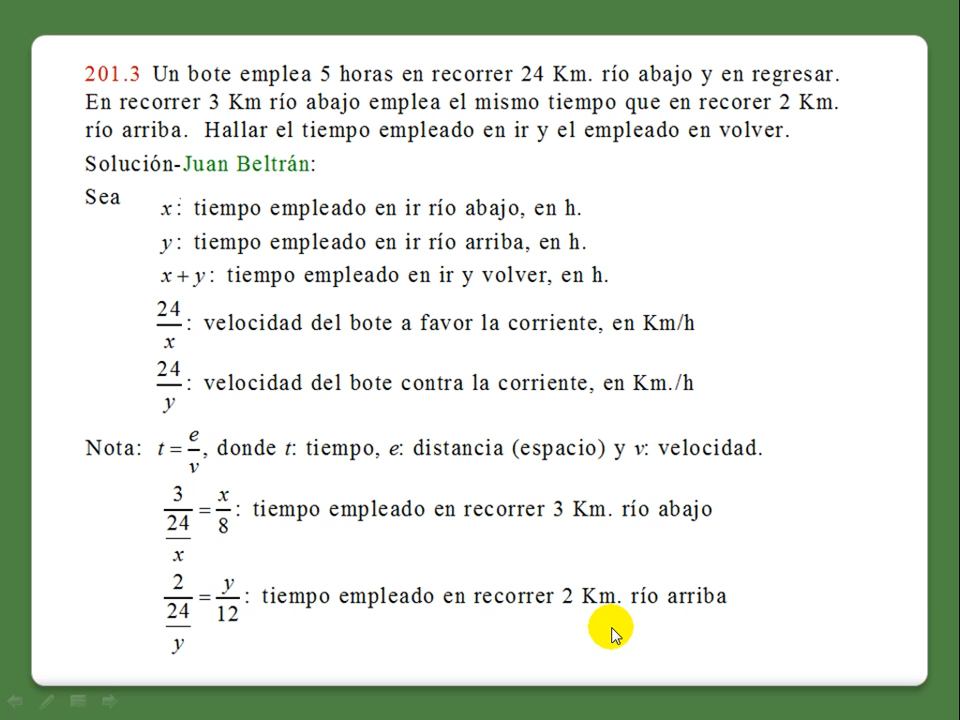 201.3 Un bote emplea 5 horas en recorrer 24 Km. río abajo y en regresar.
En recorrer 3 Km río abajo emplea el mismo tiempo que en recorer 2 Km.
río arriba. Hallar el tiempo empleado en ir y el empleado en volver.
Solución-Juan Beltrán:
Sea
x: tiempo empleado en ir río abajo, en h.
y: tiempo empleado en ir río arriba, en h.
x + y: tiempo empleado en ir y volver, en h.
24/x: velocidad del bote a favor la corriente, en Km/h
24/y: velocidad del bote contra la corriente, en Km./h
Nota: t = e/v, donde t: tiempo, e: distancia (espacio) y v: velocidad.
3/(24/x) = x/8: tiempo empleado en recorrer 3 Km. río abajo
2/(24/y) = y/12: tiempo empleado en recorrer 2 Km. río arriba